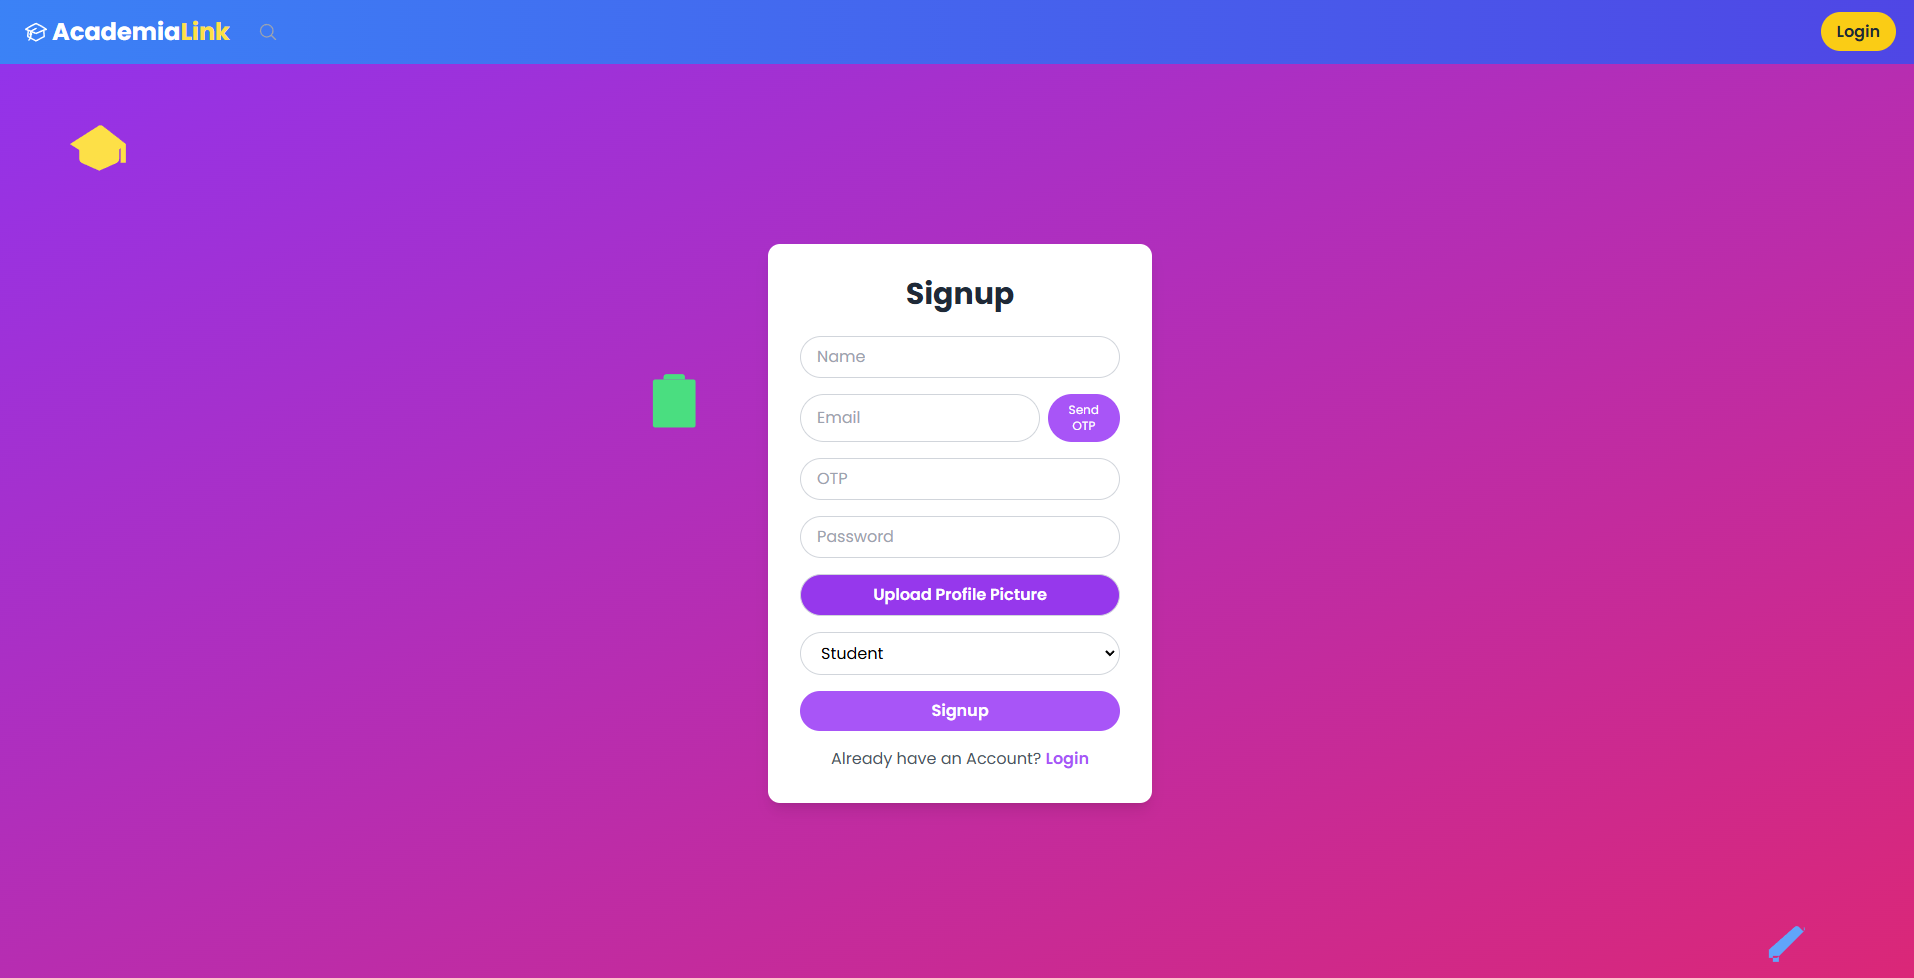 AcademiaLink
Login
Signup
Name
Email
Send
OTP
OTP
Password
Upload Profile Picture
Student
Signup
Already have an Account? Login